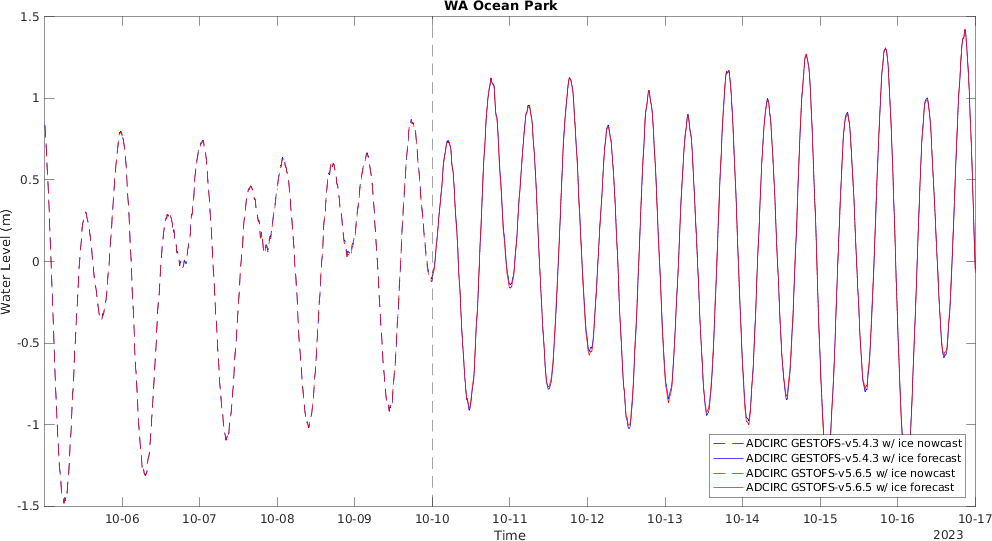 WA Ocean Park
1.5
1
0.5
0
-0.5
-1
-1.5
Water Level (m)
10-06 10-07 10-08 10-09 10-10 10-11 10-12 10-13 10-14 10-15 10-16 10-17
Time
2023
ADCIRC GESTOFS-v5.4.3 w/ ice nowcast
ADCIRC GESTOFS-v5.4.3 w/ ice forecast
ADCIRC GSTOFS-v5.6.5 w/ ice nowcast
ADCIRC GSTOFS-v5.6.5 w/ ice forecast